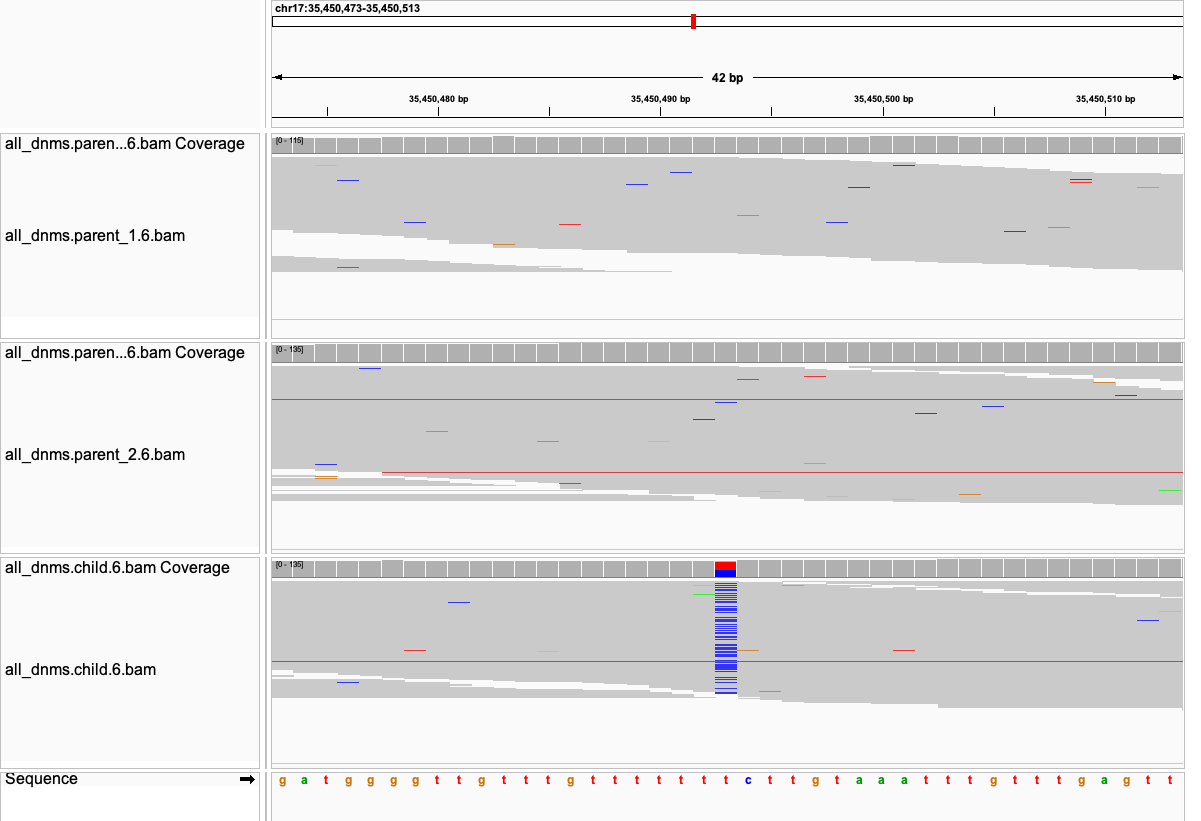 chr17:35,450,473-35,450,513
42 bp
35,450,480 bp 35,450,490 bp 35,450,500 bp 35,450,510 bp
all_dnms.paren...6.bam Coverage
[0 - 115]
all_dnms.parent_1.6.bam
all_dnms.paren...6.bam Coverage
[0 - 135]
all_dnms.parent_2.6.bam
all_dnms.child.6.bam Coverage
[0 - 135]
all_dnms.child.6.bam
Sequence
g a t g g g g t t g t t t g t t t t t t t c t t g t a a a t t t g t t t g a g t t